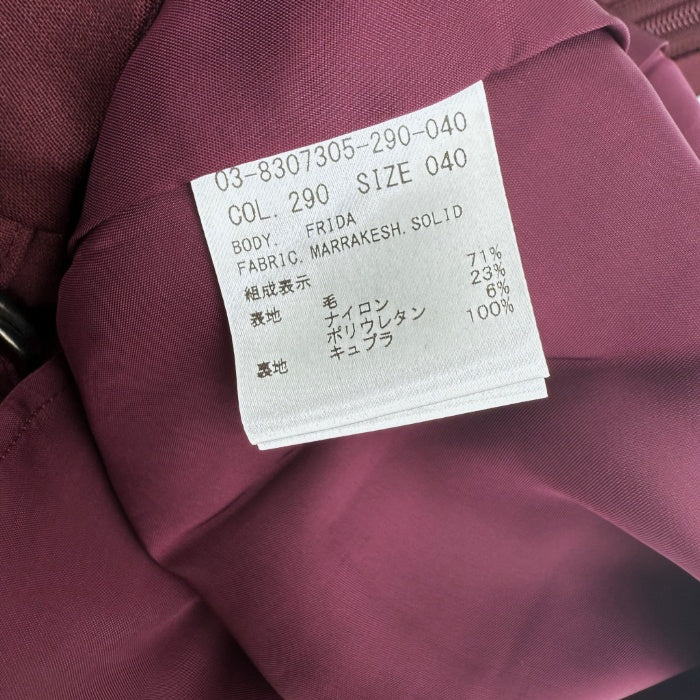 03-8307305-290-040
COL. 290 SIZE 040
BODY. FRIDA
FABRIC. MARRAKESH. SOLID
組成表示
表地 毛 71%
ナイロン 23%
ポリウレタン 6%
裏地 キュプラ 100%